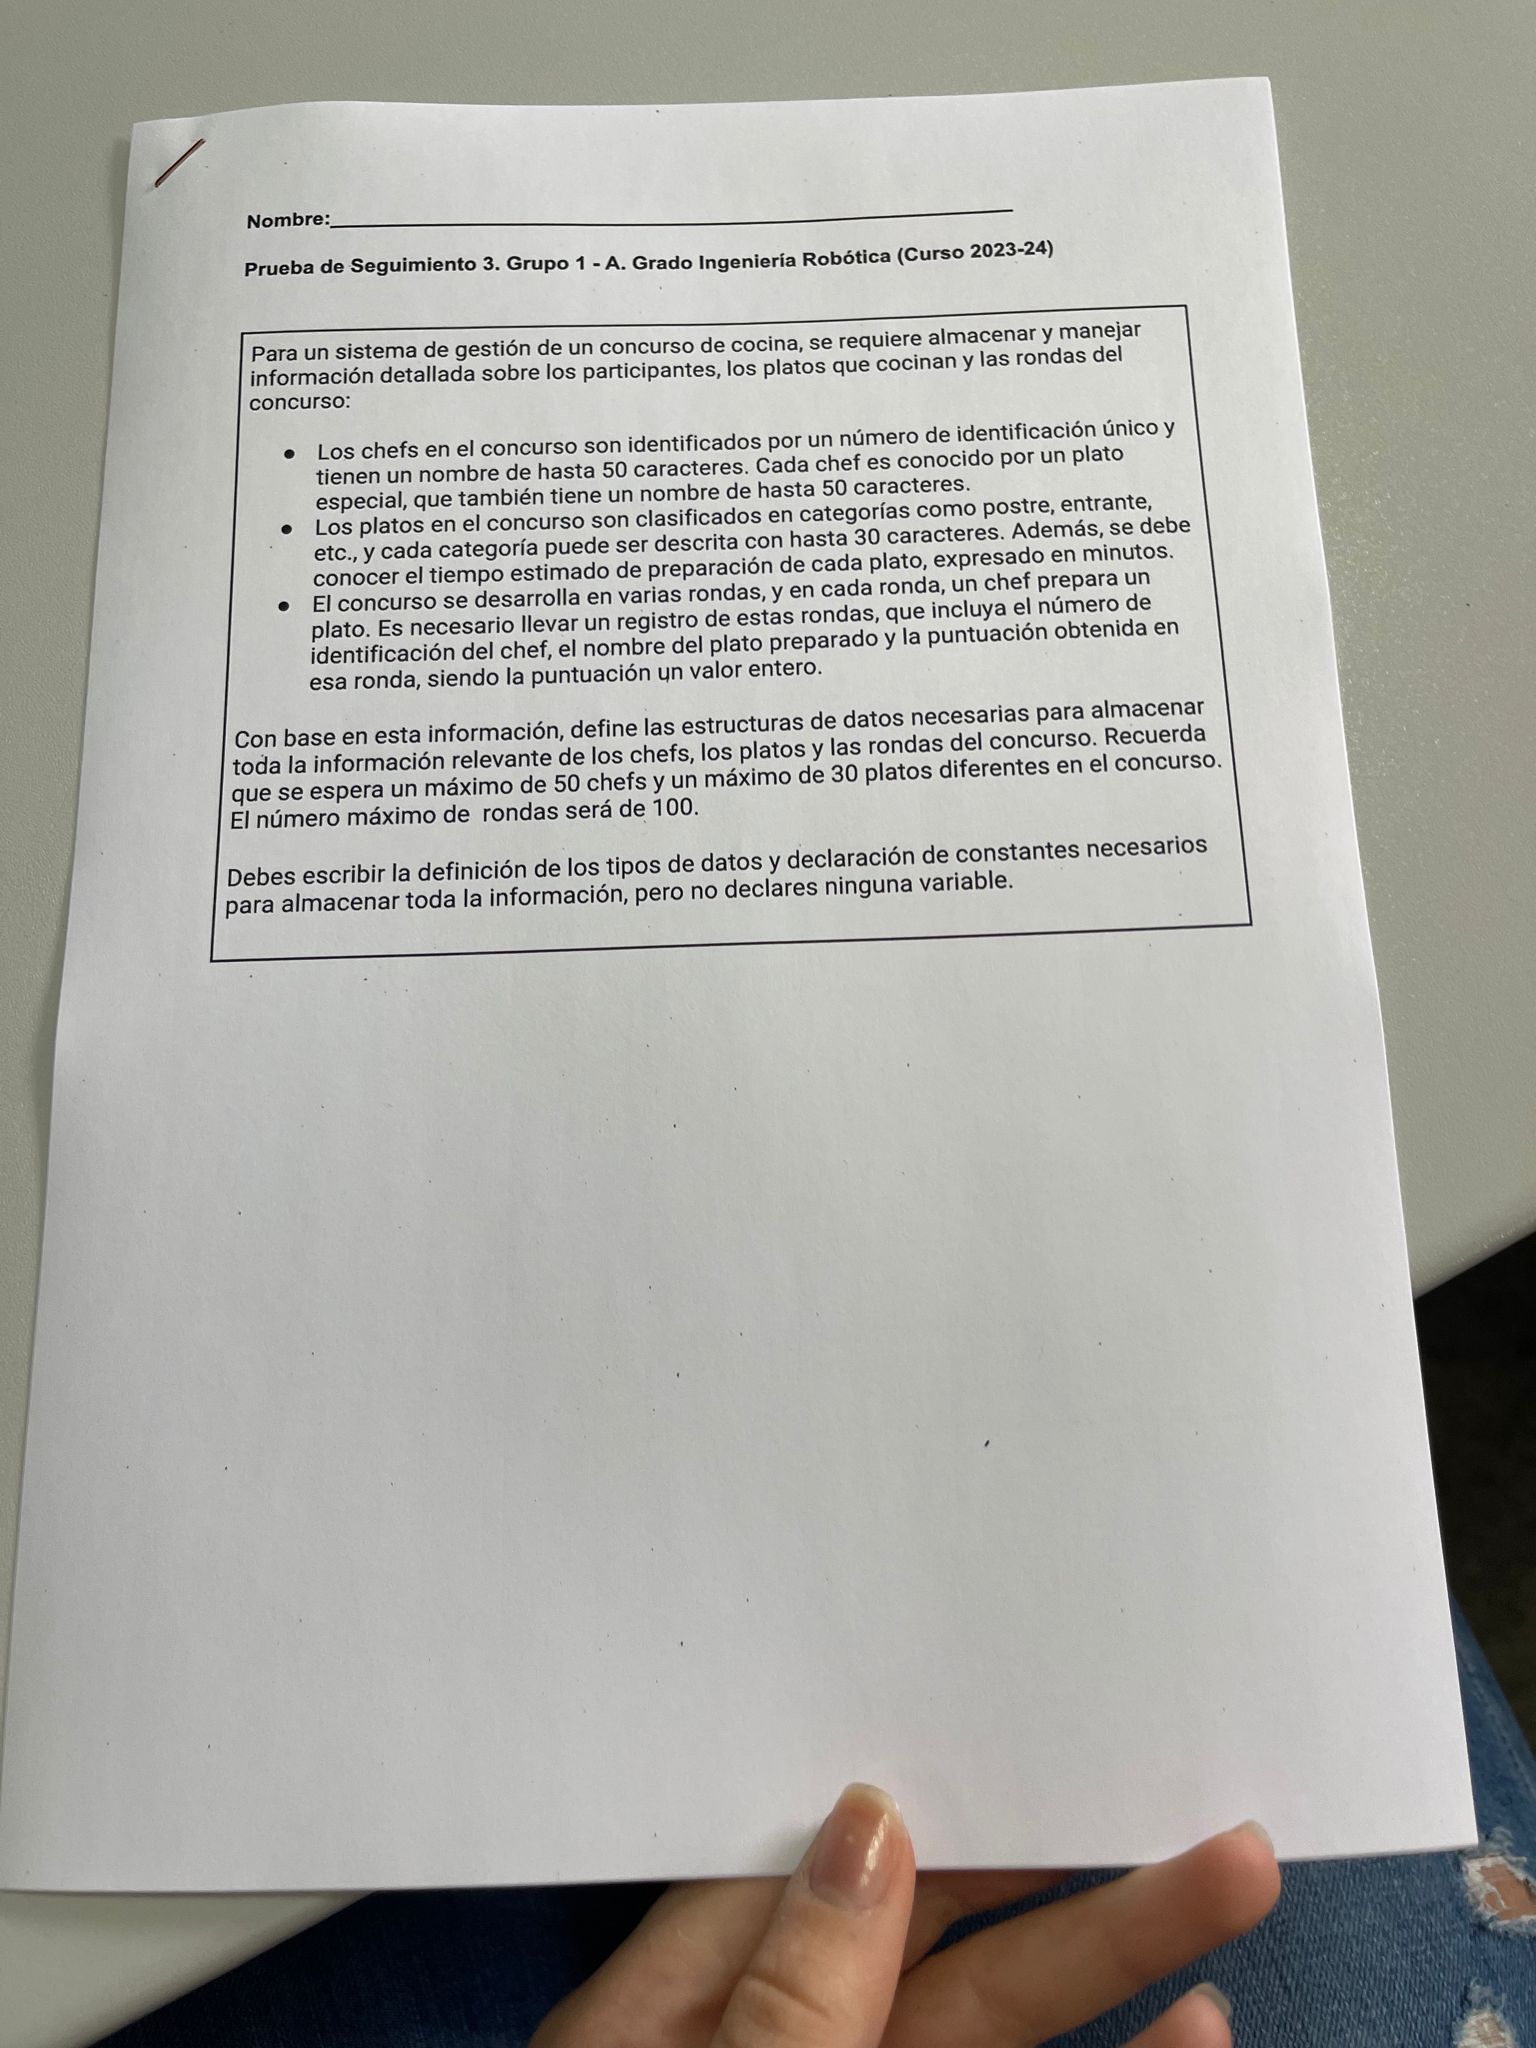 Nombre:
Prueba de Seguimiento 3. Grupo 1 - A. Grado Ingeniería Robótica (Curso 2023-24)
Para un sistema de gestión de un concurso de cocina, se requiere almacenar y manejar
información detallada sobre los participantes, los platos que cocinan y las rondas del
concurso:
● Los chefs en el concurso son identificados por un número de identificación único y
tienen un nombre de hasta 50 caracteres. Cada chef es conocido por un plato
especial, que también tiene un nombre de hasta 50 caracteres.
● Los platos en el concurso son clasificados en categorías como postre, entrante,
etc., y cada categoría puede ser descrita con hasta 30 caracteres. Además, se debe
conocer el tiempo estimado de preparación de cada plato, expresado en minutos.
● El concurso se desarrolla en varias rondas, y en cada ronda, un chef prepara un
plato. Es necesario llevar un registro de estas rondas, que incluya el número de
identificación del chef, el nombre del plato preparado y la puntuación obtenida en
esa ronda, siendo la puntuación un valor entero.
Con base en esta información, define las estructuras de datos necesarias para almacenar
toda la información relevante de los chefs, los platos y las rondas del concurso. Recuerda
que se espera un máximo de 50 chefs y un máximo de 30 platos diferentes en el concurso.
El número máximo de rondas será de 100.
Debes escribir la definición de los tipos de datos y declaración de constantes necesarios
para almacenar toda la información, pero no declares ninguna variable.